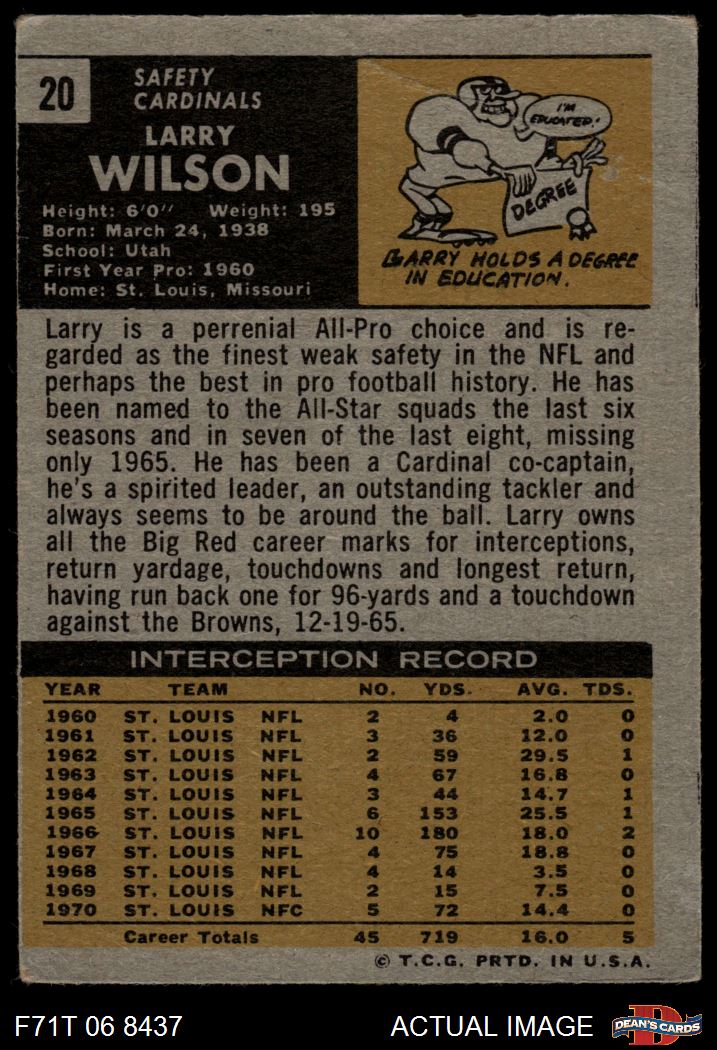 20
SAFETY
CARDINALS
LARRY
WILSON
Height: 6'0" Weight: 195
Born: March 24, 1938
School: Utah
First Year Pro: 1960
Home: St. Louis, Missouri
I'M
EDUCATED!
DEGREE
LARRY HOLDS A DEGREE
IN EDUCATION.
Larry is a perrenial All-Pro choice and is re-
garded as the finest weak safety in the NFL and
perhaps the best in pro football history. He has
been named to the All-Star squads the last six
seasons and in seven of the last eight, missing
only 1965. He has been a Cardinal co-captain,
he's a spirited leader, an outstanding tackler and
always seems to be around the ball. Larry owns
all the Big Red career marks for interceptions,
return yardage, touchdowns and longest return,
having run back one for 96-yards and a touchdown
against the Browns, 12-19-65.
INTERCEPTION RECORD
YEAR TEAM NO. YDS. AVG. TDS.
1960 ST. LOUIS NFL 2 4 2.0 0
1961 ST. LOUIS NFL 3 36 12.0 0
1962 ST. LOUIS NFL 2 59 29.5 1
1963 ST. LOUIS NFL 4 67 16.8 0
1964 ST. LOUIS NFL 3 44 14.7 1
1965 ST. LOUIS NFL 6 153 25.5 1
1966 ST. LOUIS NFL 10 180 18.0 2
1967 ST. LOUIS NFL 4 75 18.8 0
1968 ST. LOUIS NFL 4 14 3.5 0
1969 ST. LOUIS NFL 2 15 7.5 0
1970 ST. LOUIS NFC 5 72 14.4 0
Career Totals 45 719 16.0 5
© T.C.G. PRTD. IN U.S.A.
F71T 06 8437 ACTUAL IMAGE D DEAN'S CARDS